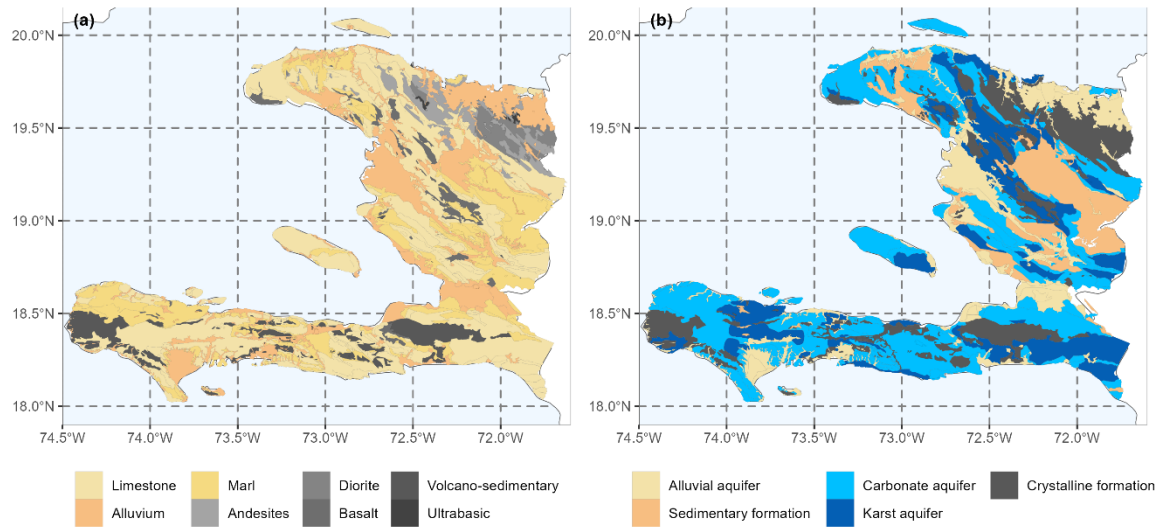 (a)
20.0°N
19.5°N
19.0°N
18.5°N
18.0°N
74.5°W 74.0°W 73.5°W 73.0°W 72.5°W 72.0°W
Limestone Marl Diorite Volcano-sedimentary
Alluvium Andesites Basalt Ultrabasic
(b)
20.0°N
19.5°N
19.0°N
18.5°N
18.0°N
74.5°W 74.0°W 73.5°W 73.0°W 72.5°W 72.0°W
Alluvial aquifer Carbonate aquifer Crystalline formation
Sedimentary formation Karst aquifer